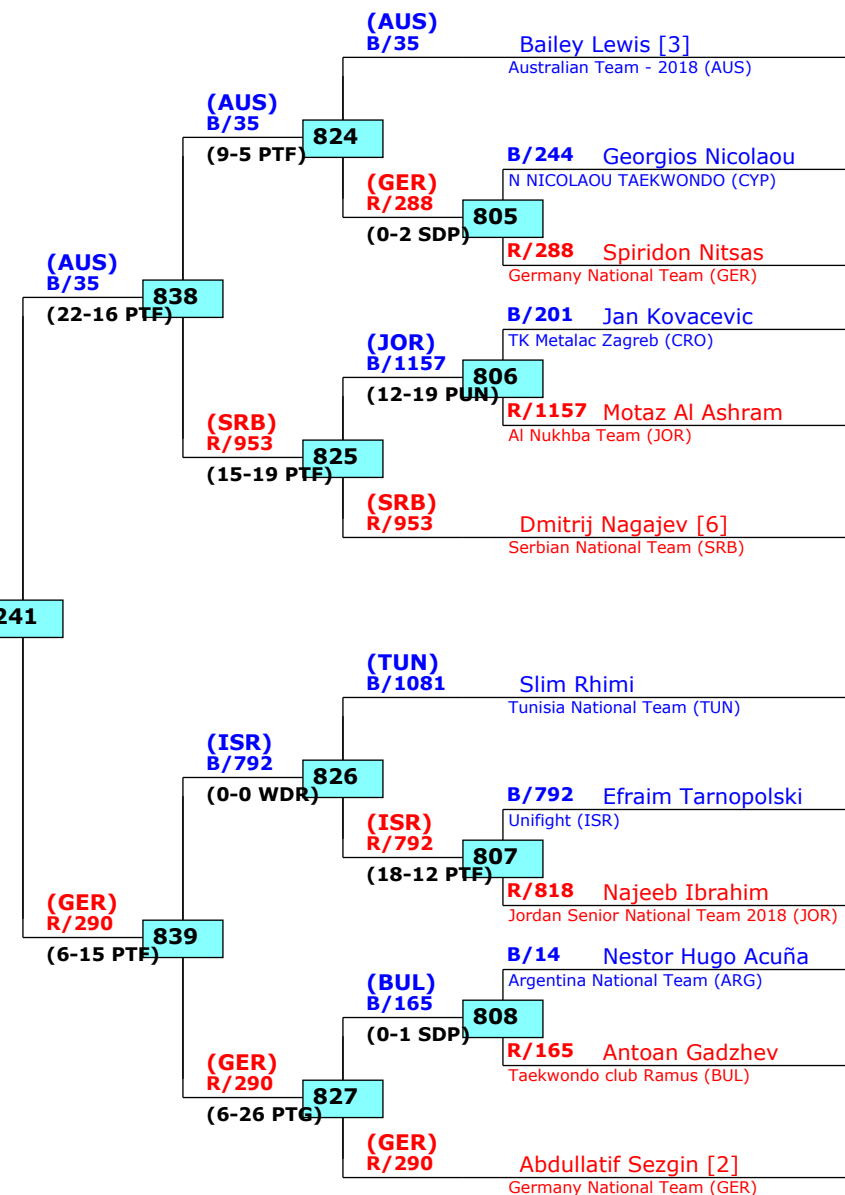 (AUS)
B/35
Bailey Lewis [3]
Australian Team - 2018 (AUS)
(AUS)
B/35
(9-5 PTF)
824
B/244 Georgios Nicolaou
N NICOLAOU TAEKWONDO (CYP)
(GER)
R/288
(0-2 SDP)
805
R/288 Spiridon Nitsas
Germany National Team (GER)
(AUS)
B/35
(22-16 PTF)
838
B/201 Jan Kovacevic
TK Metalac Zagreb (CRO)
(JOR)
B/1157
(12-19 PUN)
806
R/1157 Motaz Al Ashram
Al Nukhba Team (JOR)
(SRB)
R/953
(15-19 PTF)
825
(SRB)
R/953
Dmitrij Nagajev [6]
Serbian National Team (SRB)
241
(TUN)
B/1081
Slim Rhimi
Tunisia National Team (TUN)
(ISR)
B/792
(0-0 WDR)
826
B/792 Efraim Tarnopolski
Unifight (ISR)
(ISR)
R/792
(18-12 PTF)
807
R/818 Najeeb Ibrahim
Jordan Senior National Team 2018 (JOR)
(GER)
R/290
(6-15 PTF)
839
B/14 Nestor Hugo Acuña
Argentina National Team (ARG)
(BUL)
B/165
(0-1 SDP)
808
R/165 Antoan Gadzhev
Taekwondo club Ramus (BUL)
(GER)
R/290
(6-26 PTG)
827
(GER)
R/290
Abdullatif Sezgin [2]
Germany National Team (GER)